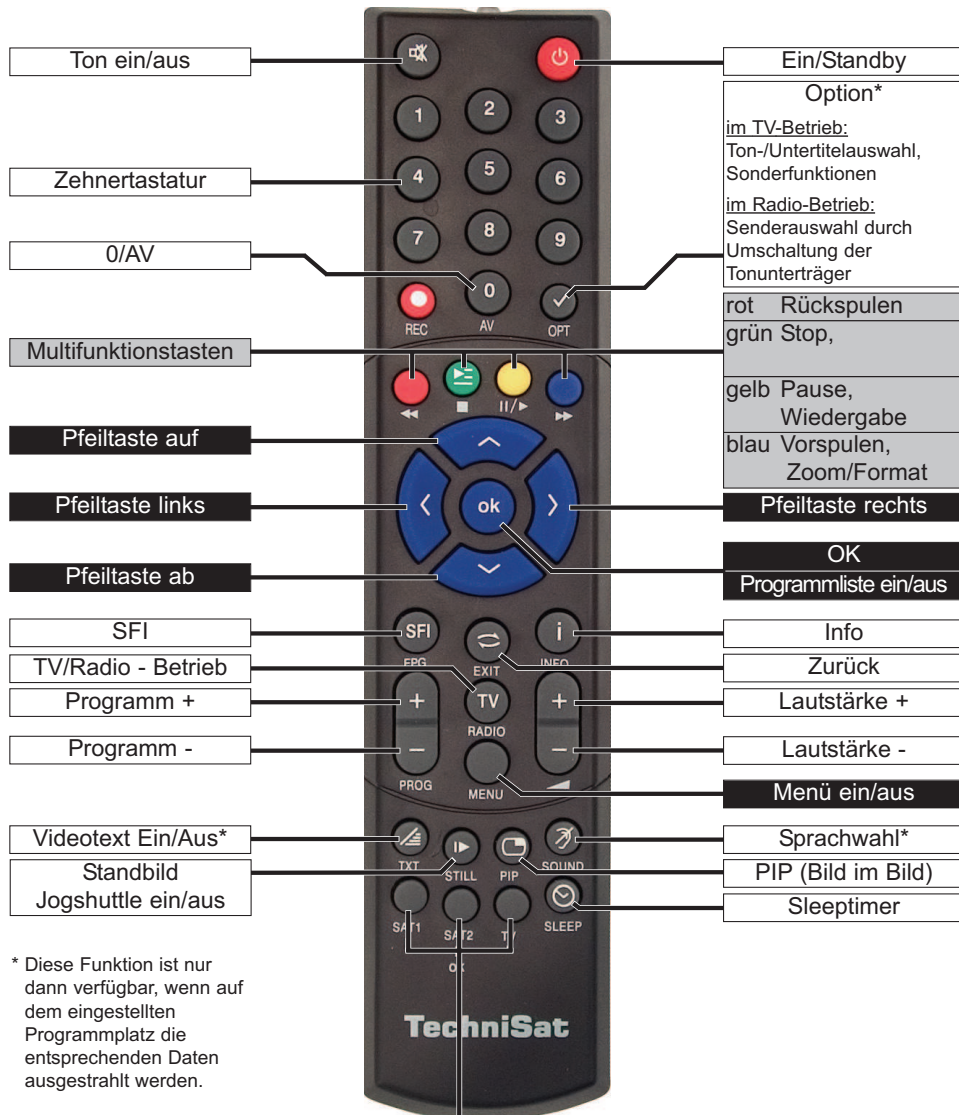 Ton ein/aus
Ein/Standby
Option*
im TV-Betrieb:
Ton-/Untertitelauswahl,
Sonderfunktionen
im Radio-Betrieb:
Senderauswahl durch
Umschaltung der
Tonunterträger
1
2
3
Zehnertastatur
4
5
6
7
8
9
0/AV
0
REC
AV
OPT
rot Rückspulen
grün Stop,
gelb Pause,
Wiedergabe
blau Vorspulen,
Zoom/Format
Multifunktionstasten
Pfeiltaste auf
Pfeiltaste links
ok
Pfeiltaste rechts
Pfeiltaste ab
OK
Programmliste ein/aus
SFI
SFI
i
Info
EPG
EXIT
INFO
Zurück
TV/Radio - Betrieb
TV
Programm +
+
+
Lautstärke +
RADIO
Programm -
-
-
Lautstärke -
PROG
MENU
Menü ein/aus
Videotext Ein/Aus*
Sprachwahl*
TXT
STILL
PIP
SOUND
Standbild
Jogshuttle ein/aus
PIP (Bild im Bild)
Sleeptimer
SAT1
SAT2
TV
SLEEP
ok
TechniSat
* Diese Funktion ist nur
dann verfügbar, wenn auf
dem eingestellten
Programmplatz die
entsprechenden Daten
ausgestrahlt werden.